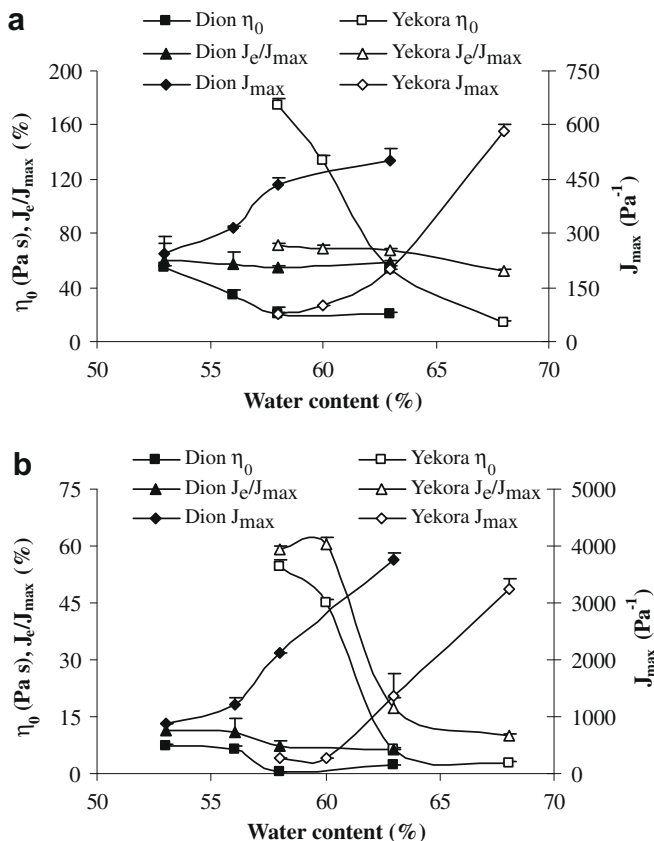 a
Dion η0
Yekora η0
Dion Je/Jmax
Yekora Je/Jmax
Dion Jmax
Yekora Jmax
200
750
160
600
120
450
80
300
40
150
0
0
50
55
60
65
70
η0 (Pa s), Je/Jmax (%)
Jmax (Pa-1)
Water content (%)
b
Dion η0
Yekora η0
Dion Je/Jmax
Yekora Je/Jmax
Dion Jmax
Yekora Jmax
75
5000
60
4000
45
3000
30
2000
15
1000
0
0
50
55
60
65
70
η0 (Pa s), Je/Jmax (%)
Jmax (Pa-1)
Water content (%)